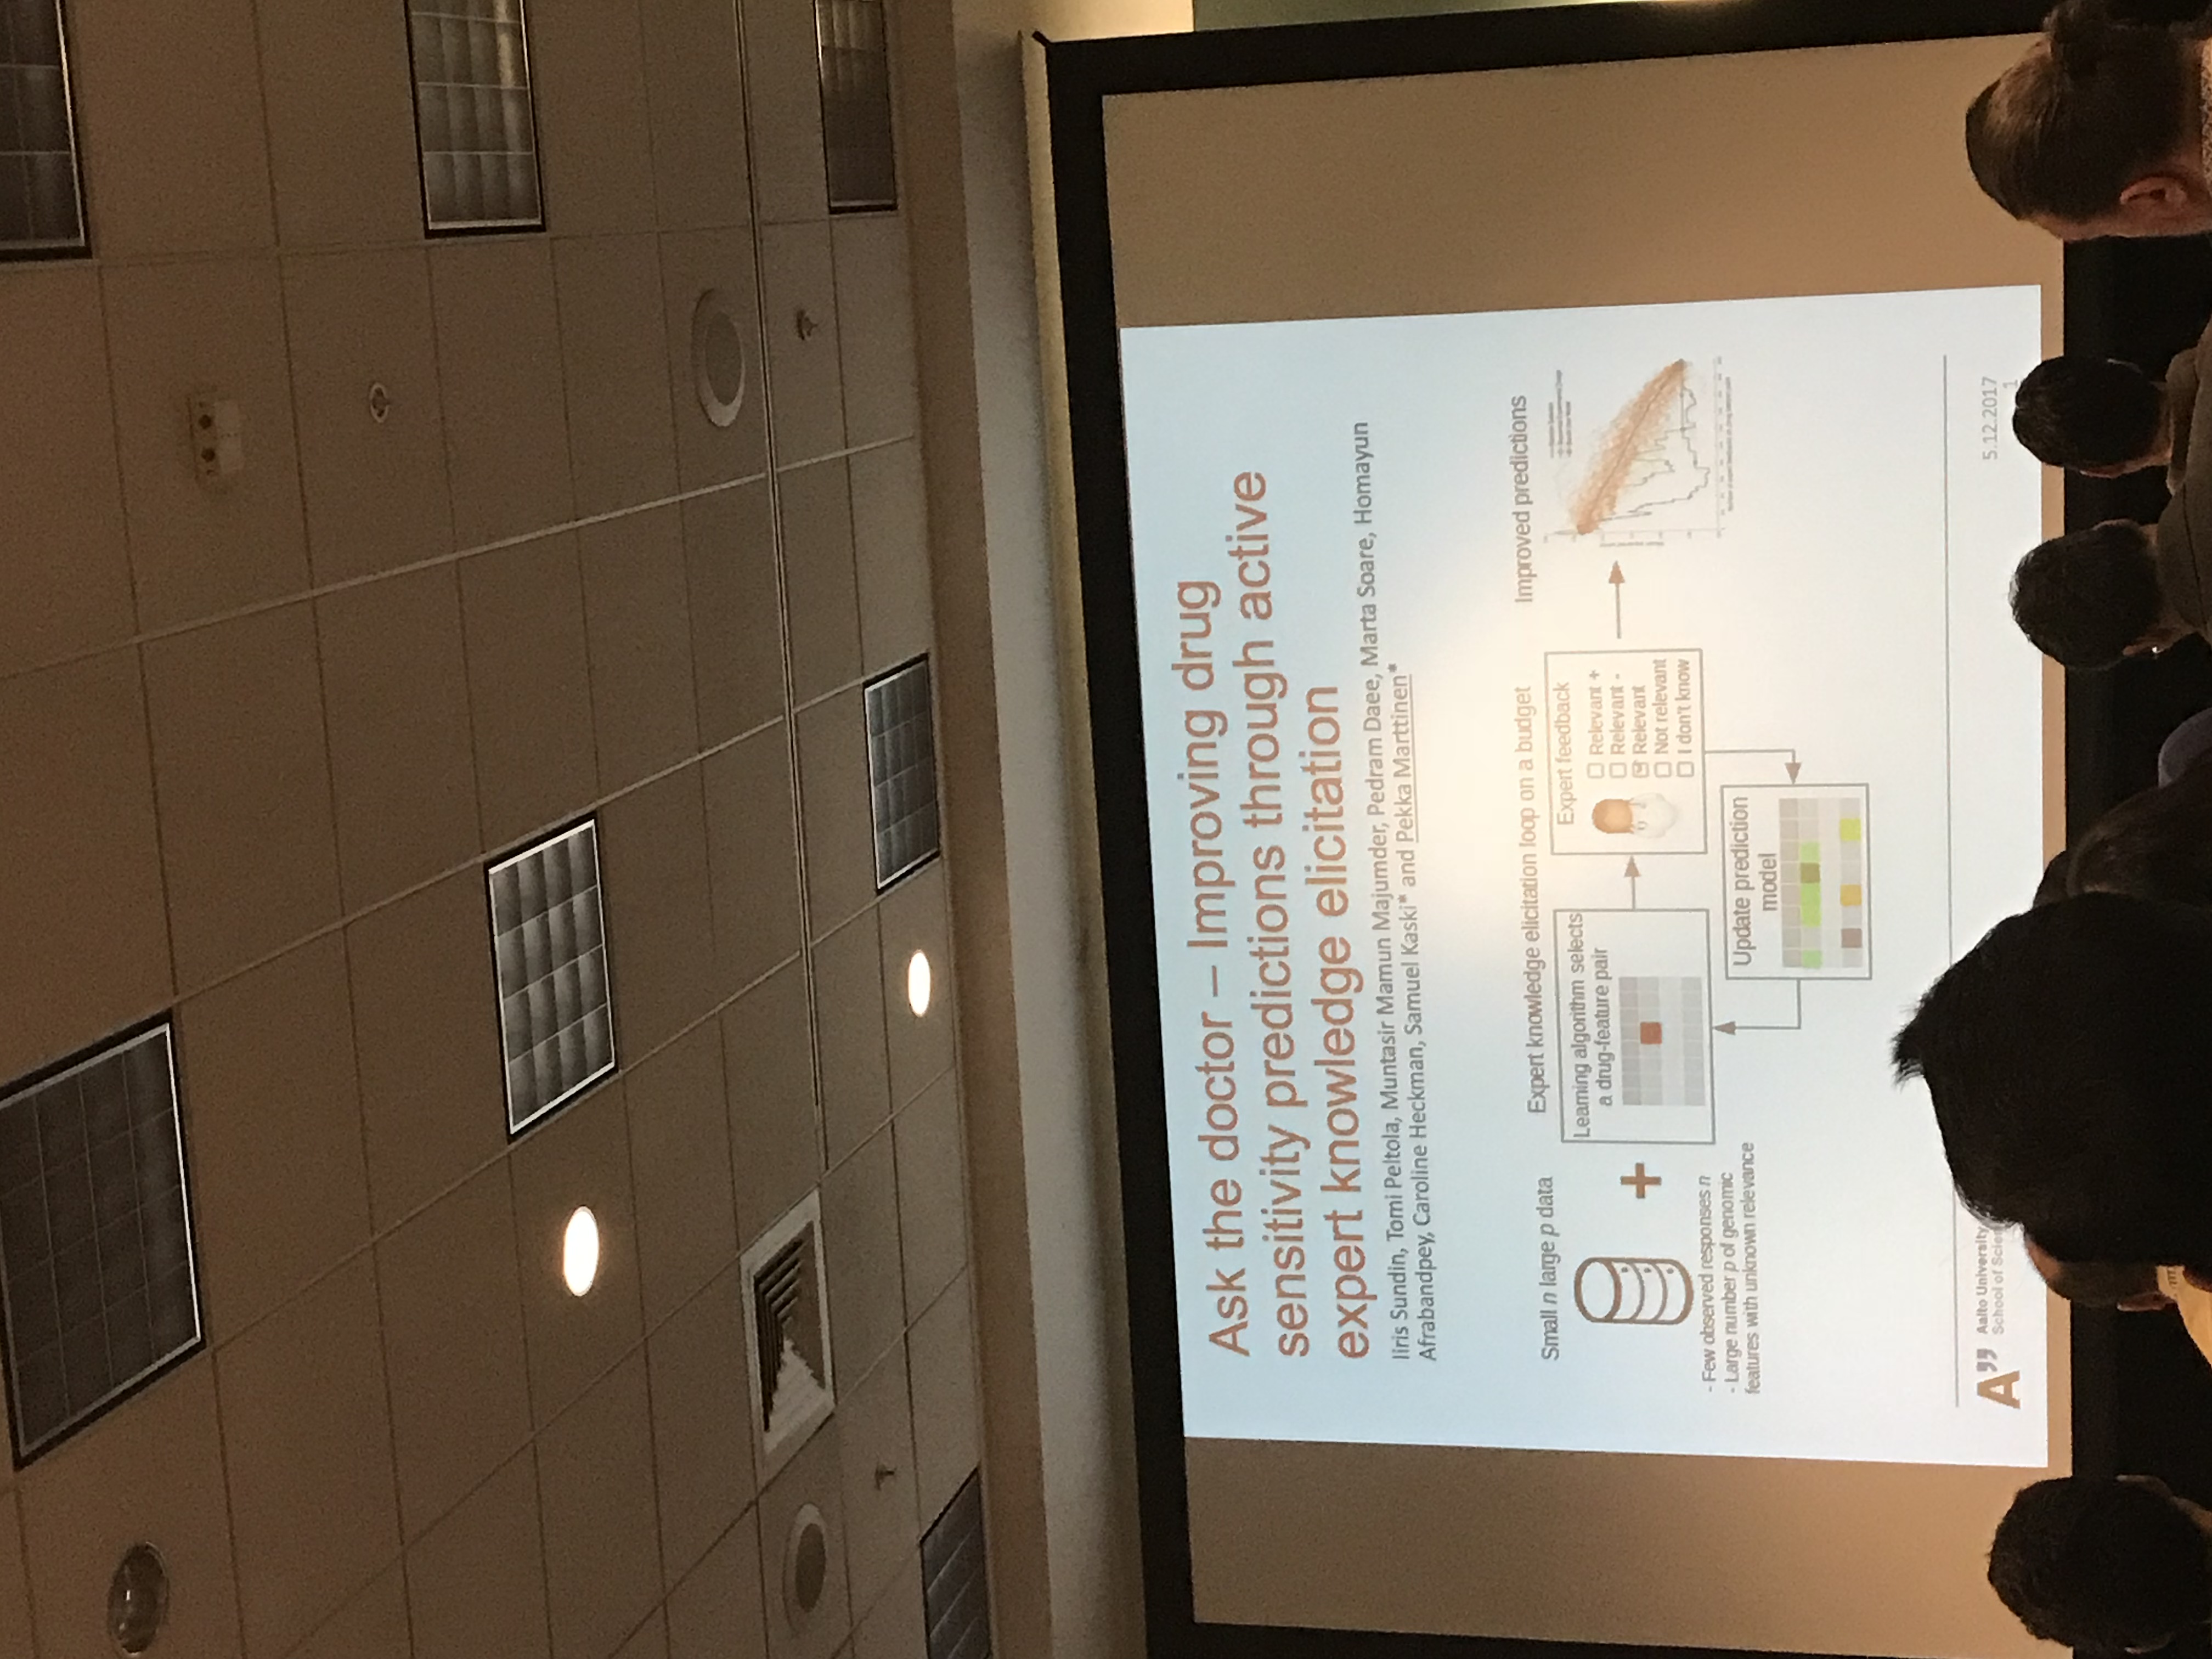 Ask the doctor – Improving drug
sensitivity predictions through active
expert knowledge elicitation
Iiris Sundin, Tomi Peltola, Muntasir Mamun Majumder, Pedram Daee, Marta Soare, Homayun
Afrabandpey, Caroline Heckman, Samuel Kaski* and Pekka Marttinen*
Small n large p data
- Few observed responses n
- Large number p of genomic
features with unknown relevance
+
Expert knowledge elicitation loop on a budget
Learning algorithm selects
a drug-feature pair
Expert feedback
Relevant +
Relevant -
Relevant
Not relevant
I don't know
Update prediction
model
Improved predictions
A”
Aalto University
School of
5.12.2017
1